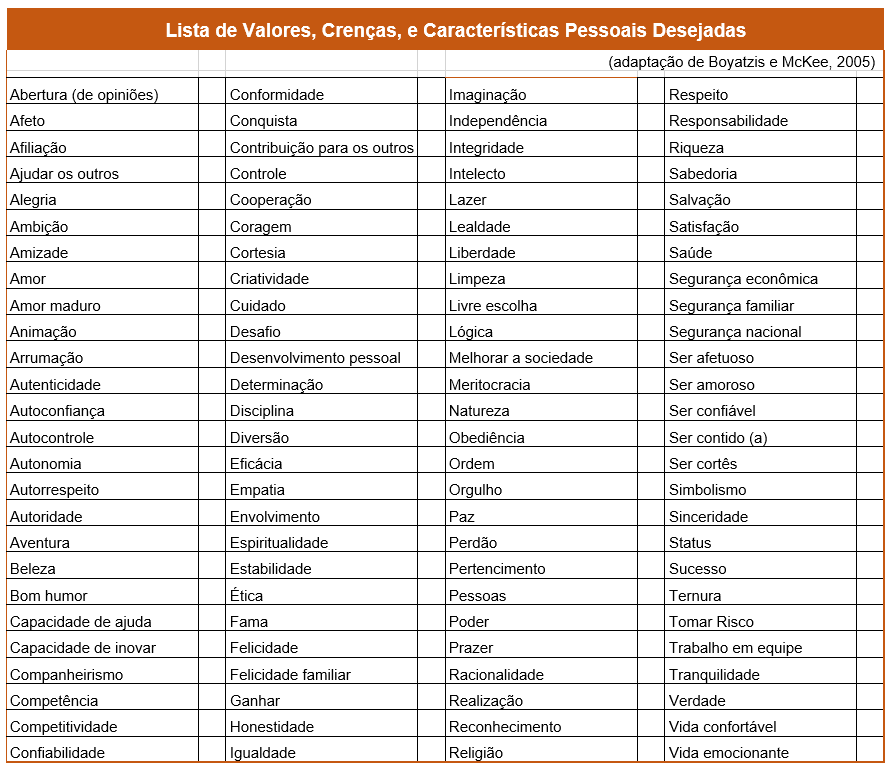 Lista de Valores, Crenças, e Características Pessoais Desejadas
(adaptação de Boyatzis e McKee, 2005)
Abertura (de opiniões) Conformidade Imaginação Respeito
Afeto Conquista Independência Responsabilidade
Afiliação Contribuição para os outros Integridade Riqueza
Ajudar os outros Controle Intelecto Sabedoria
Alegria Cooperação Lazer Salvação
Ambição Coragem Lealdade Satisfação
Amizade Cortesia Liberdade Saúde
Amor Criatividade Limpeza Segurança econômica
Amor maduro Cuidado Livre escolha Segurança familiar
Animação Desafio Lógica Segurança nacional
Arrumação Desenvolvimento pessoal Melhorar a sociedade Ser afetuoso
Autenticidade Determinação Meritocracia Ser amoroso
Autoconfiança Disciplina Natureza Ser confiável
Autocontrole Diversão Obediência Ser contido (a)
Autonomia Eficácia Ordem Ser cortês
Autorrespeito Empatia Orgulho Simbolismo
Autoridade Envolvimento Paz Sinceridade
Aventura Espiritualidade Perdão Status
Beleza Estabilidade Pertencimento Sucesso
Bom humor Ética Pessoas Ternura
Capacidade de ajuda Fama Poder Tomar Risco
Capacidade de inovar Felicidade Prazer Trabalho em equipe
Companheirismo Felicidade familiar Racionalidade Tranquilidade
Competência Ganhar Realização Verdade
Competitividade Honestidade Reconhecimento Vida confortável
Confiabilidade Igualdade Religião Vida emocionante